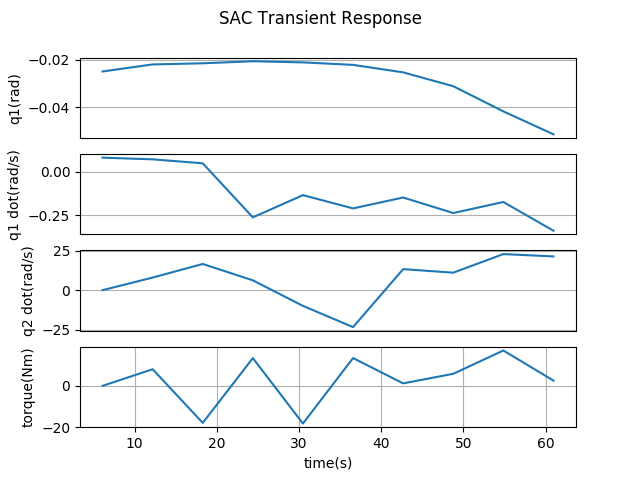 SAC Transient Response
q1(rad)
−0.02
−0.04
q1 dot(rad/s)
0.00
−0.25
q2 dot(rad/s)
25
0
−25
torque(Nm)
0
−20
10 20 30 40 50 60
time(s)